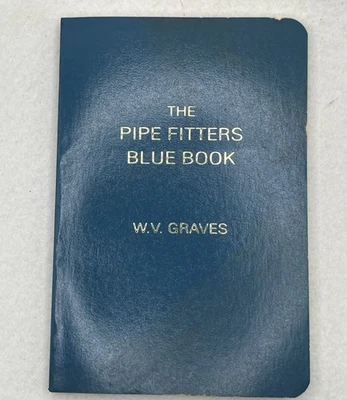 THE
PIPE FITTERS
BLUE BOOK
W.V. GRAVES